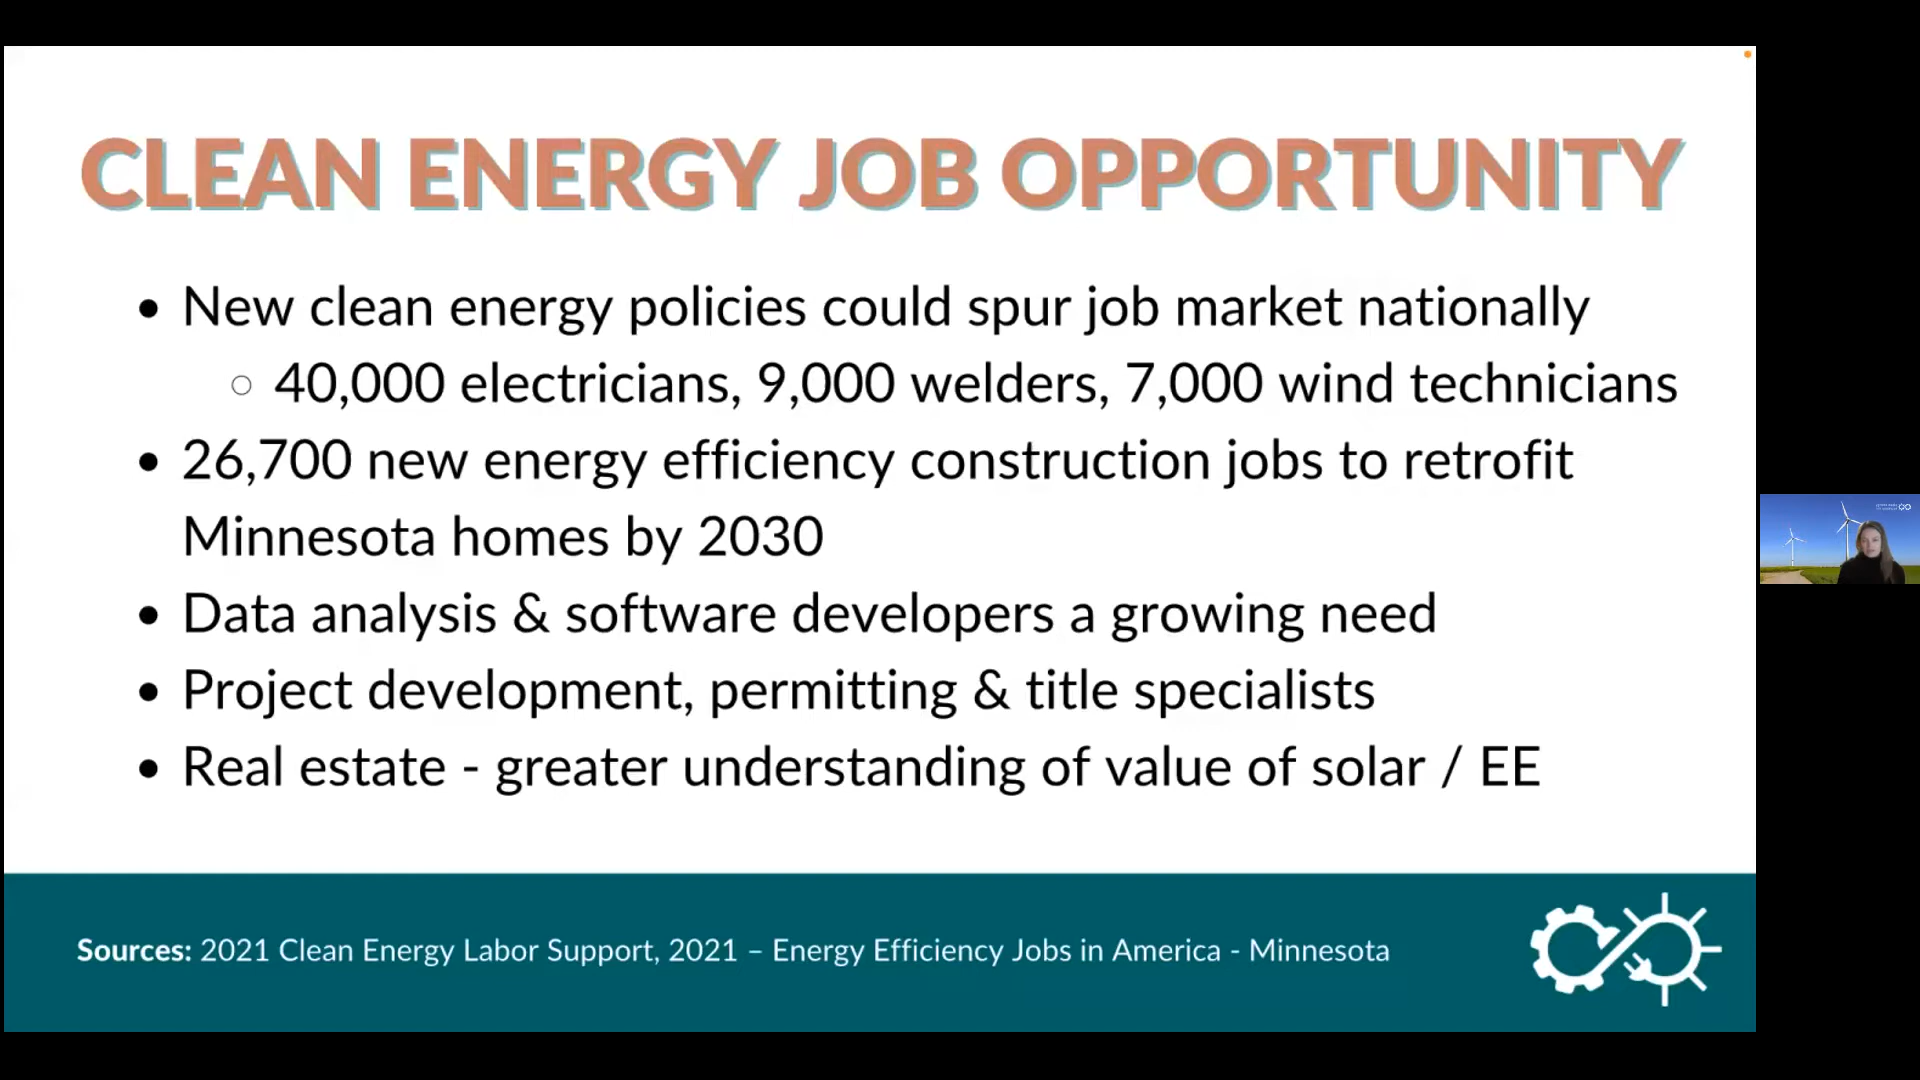 CLEAN ENERGY JOB OPPORTUNITY
• New clean energy policies could spur job market nationally
○ 40,000 electricians, 9,000 welders, 7,000 wind technicians
• 26,700 new energy efficiency construction jobs to retrofit
Minnesota homes by 2030
• Data analysis & software developers a growing need
• Project development, permitting & title specialists
• Real estate - greater understanding of value of solar / EE
Sources: 2021 Clean Energy Labor Support, 2021 – Energy Efficiency Jobs in America - Minnesota